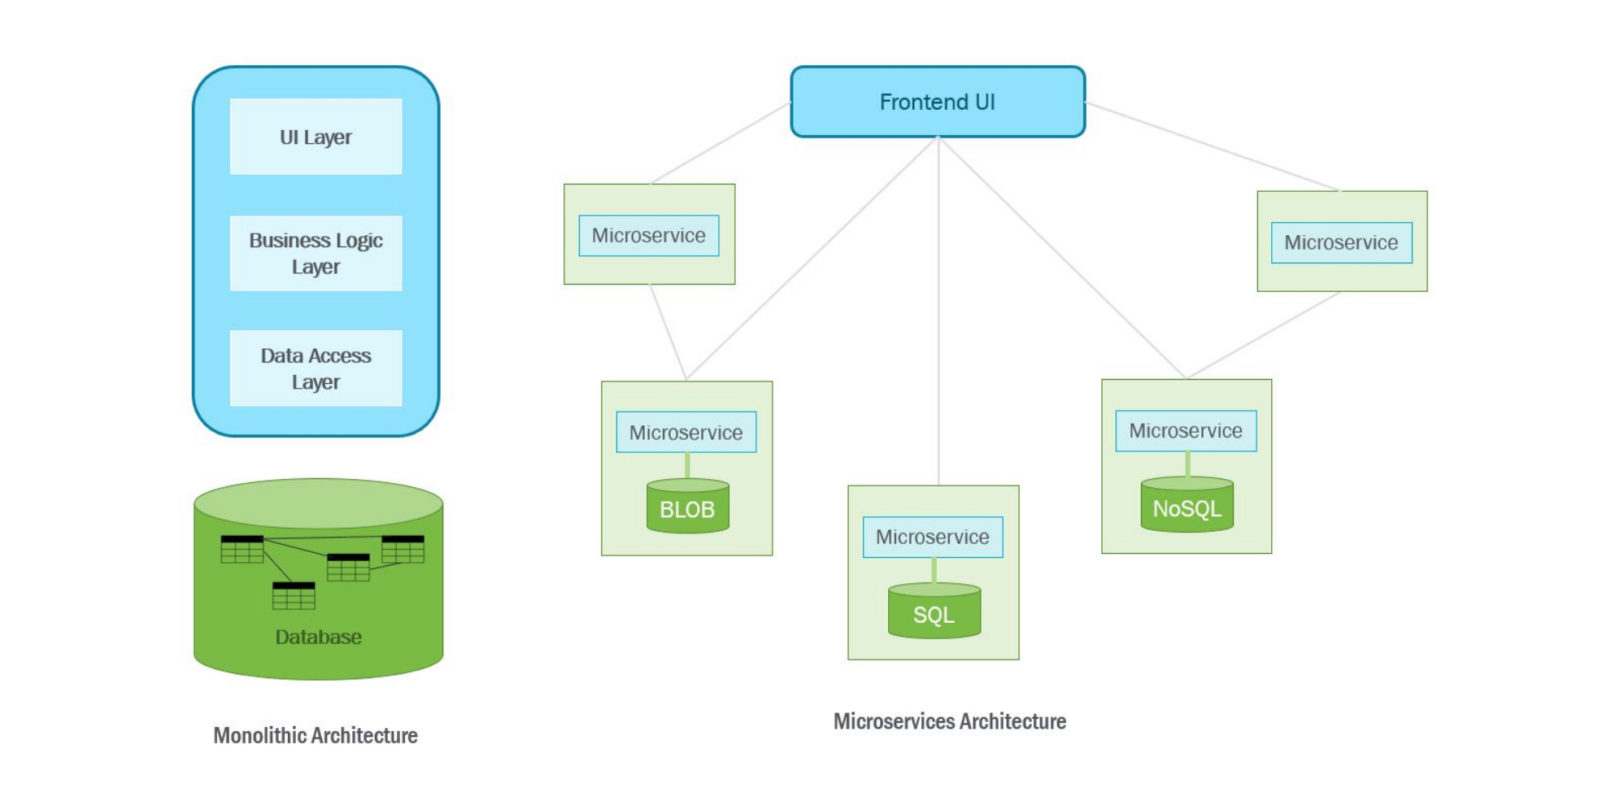 UI Layer
Business Logic
Layer
Data Access
Layer
Database
Monolithic Architecture
Frontend UI
Microservice
Microservice
Microservice
BLOB
Microservice
SQL
Microservice
NoSQL
Microservices Architecture